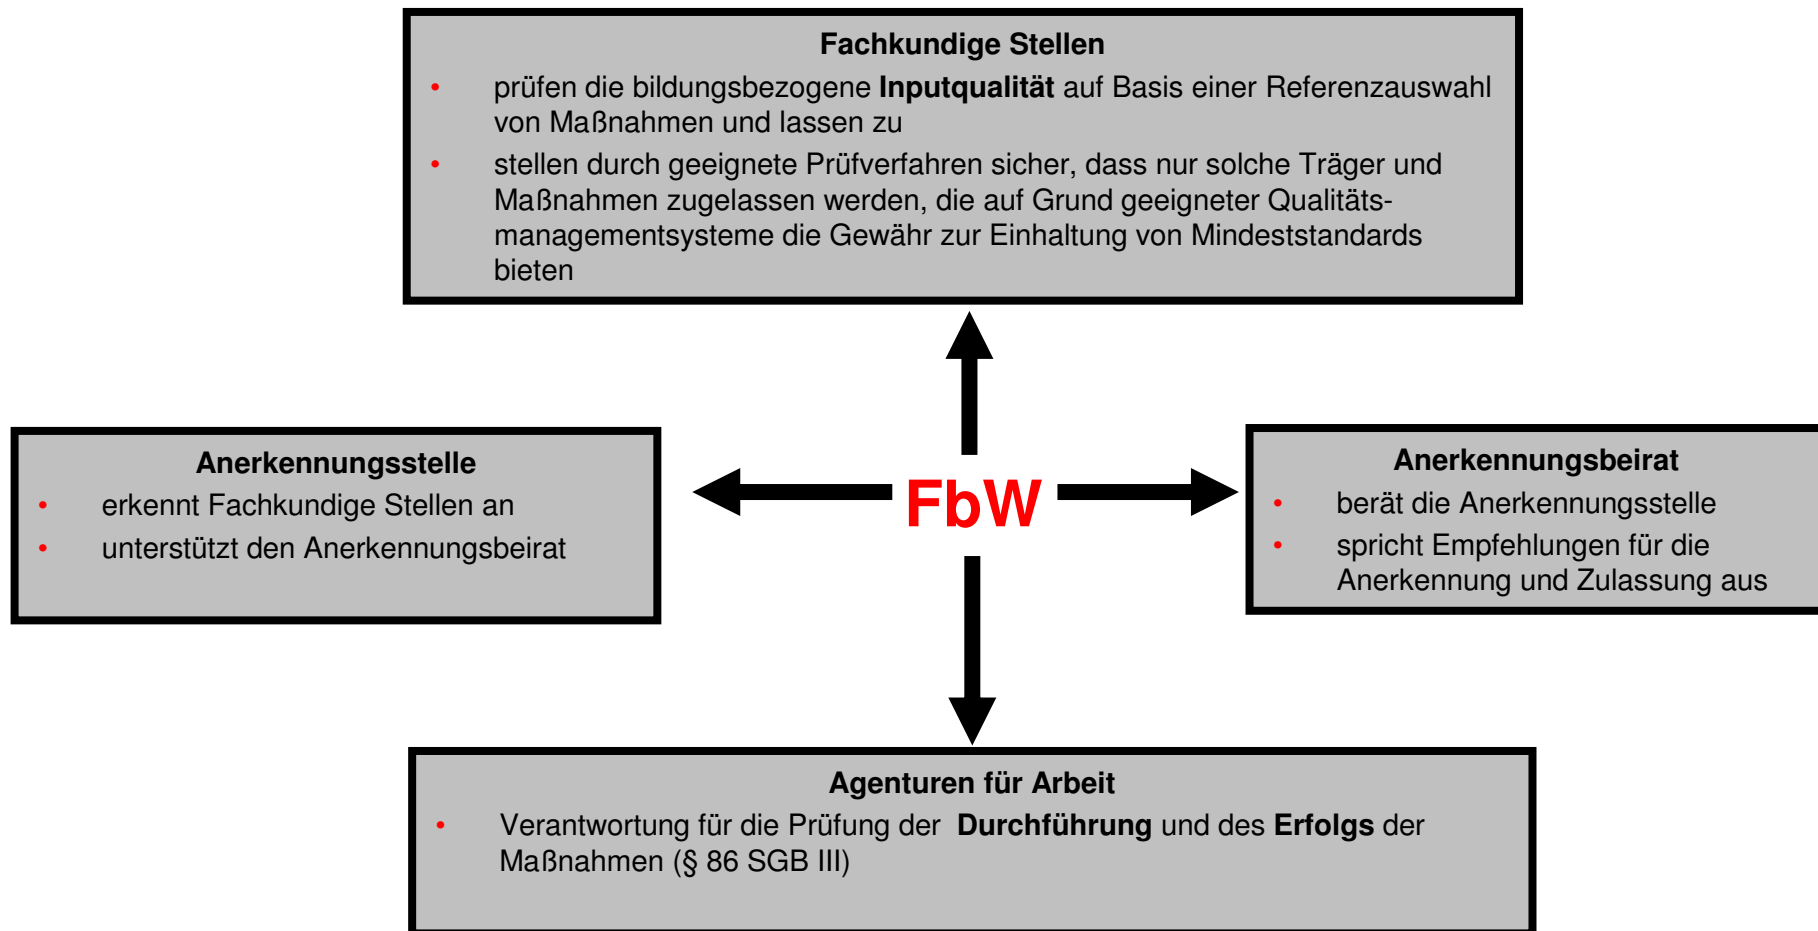 Fachkundige Stellen
• prüfen die bildungsbezogene Inputqualität auf Basis einer Referenzauswahl
von Maßnahmen und lassen zu
• stellen durch geeignete Prüfverfahren sicher, dass nur solche Träger und
Maßnahmen zugelassen werden, die auf Grund geeigneter Qualitäts-
managementsysteme die Gewähr zur Einhaltung von Mindeststandards
bieten
Anerkennungsstelle
• erkennt Fachkundige Stellen an
• unterstützt den Anerkennungsbeirat
FbW
Anerkennungsbeirat
• berät die Anerkennungsstelle
• spricht Empfehlungen für die
Anerkennung und Zulassung aus
Agenturen für Arbeit
• Verantwortung für die Prüfung der Durchführung und des Erfolgs der
Maßnahmen (§ 86 SGB III)